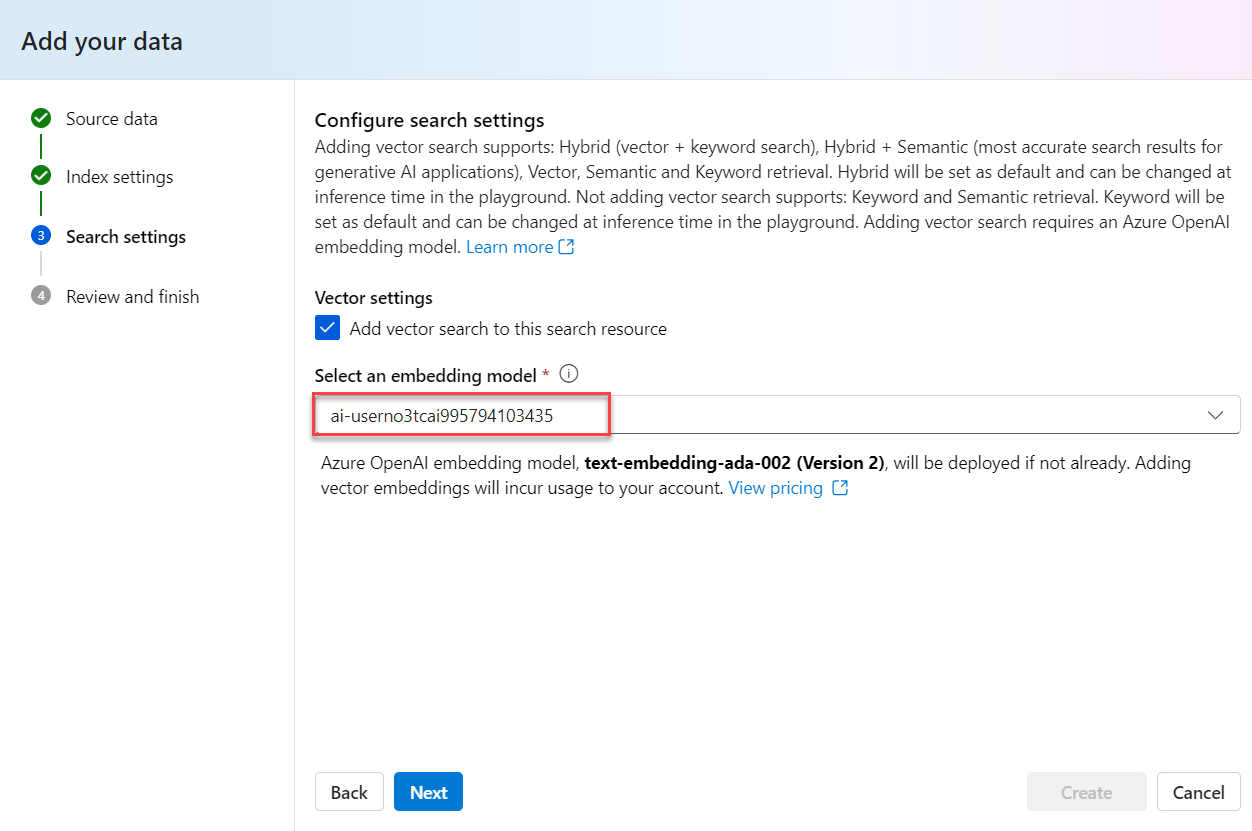 Add your data
Source data
Index settings
3
Search settings
4
Review and finish
Configure search settings
Adding vector search supports: Hybrid (vector + keyword search), Hybrid + Semantic (most accurate search results for
generative AI applications), Vector, Semantic and Keyword retrieval. Hybrid will be set as default and can be changed at
inference time in the playground. Not adding vector search supports: Keyword and Semantic retrieval. Keyword will be
set as default and can be changed at inference time in the playground. Adding vector search requires an Azure OpenAI
embedding model. Learn more
Vector settings
Add vector search to this search resource
Select an embedding model *
ai-userno3tcai995794103435
Azure OpenAI embedding model, text-embedding-ada-002 (Version 2), will be deployed if not already. Adding
vector embeddings will incur usage to your account. View pricing
Back
Next
Create
Cancel